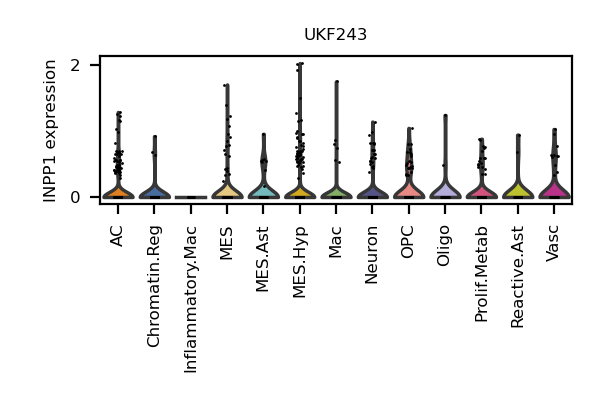 UKF243
INPP1 expression
2
0
AC
Chromatin.Reg
Inflammatory.Mac
MES
MES.Ast
MES.Hyp
Mac
Neuron
OPC
Oligo
Prolif.Metab
Reactive.Ast
Vasc